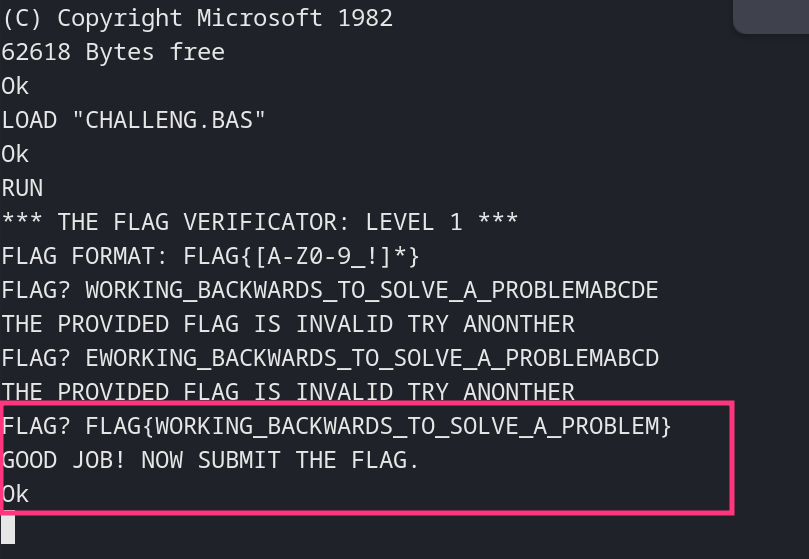 (C) Copyright Microsoft 1982
62618 Bytes free
Ok
LOAD "CHALLENG.BAS"
Ok
RUN
*** THE FLAG VERIFICATOR: LEVEL 1 ***
FLAG FORMAT: FLAG{[A-Z0-9_!]*}
FLAG? WORKING_BACKWARDS_TO_SOLVE_A_PROBLEMABCDE
THE PROVIDED FLAG IS INVALID TRY ANONTHER
FLAG? EWORKING_BACKWARDS_TO_SOLVE_A_PROBLEMABCD
THE PROVIDED FLAG IS INVALID TRY ANONTHER
FLAG? FLAG{WORKING_BACKWARDS_TO_SOLVE_A_PROBLEM}
GOOD JOB! NOW SUBMIT THE FLAG.
Ok